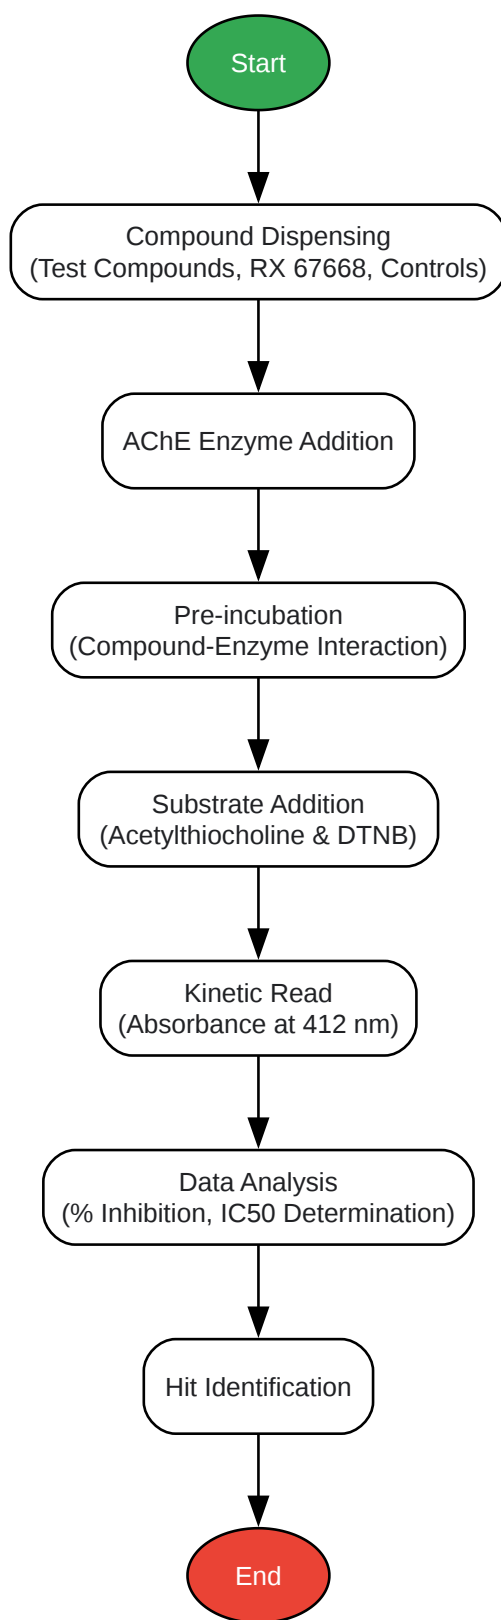 Start
Compound Dispensing
(Test Compounds, RX 67668, Controls)
AChE Enzyme Addition
Pre-incubation
(Compound-Enzyme Interaction)
Substrate Addition
(Acetylthiocholine & DTNB)
Kinetic Read
(Absorbance at 412 nm)
Data Analysis
(% Inhibition, IC50 Determination)
Hit Identification
End